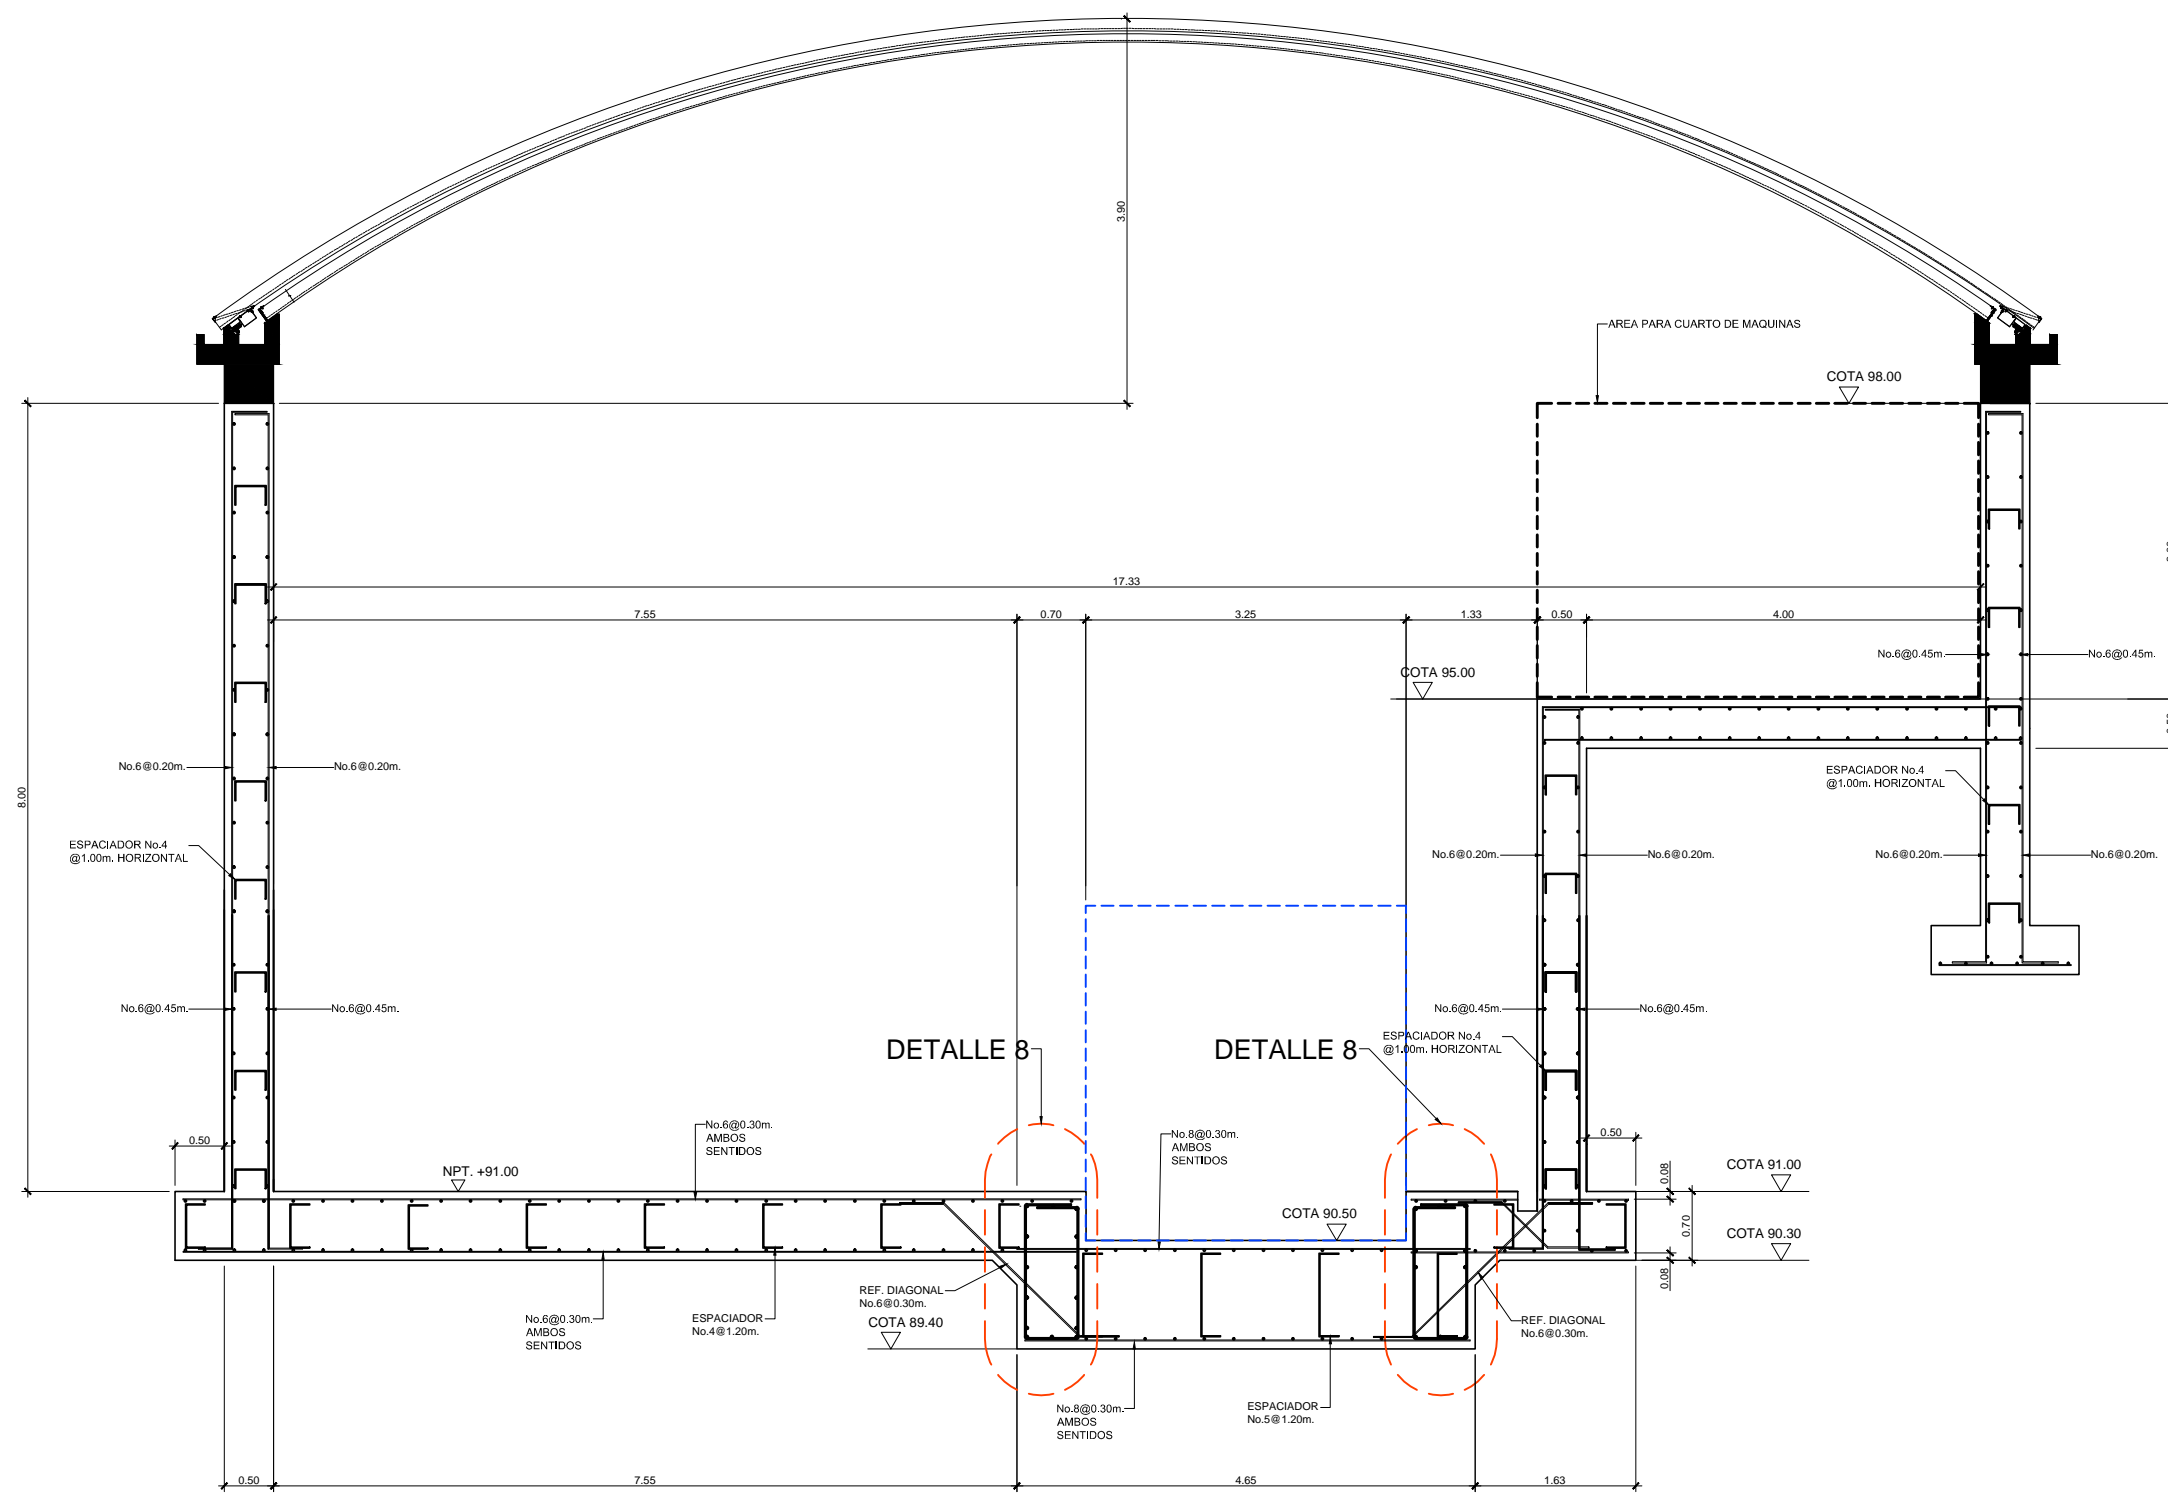 3.90
AREA PARA CUARTO DE MAQUINAS
COTA 98.00
17.33
7.55
0.70
3.25
1.33
0.50
4.00
No.6@0.45m.
No.6@0.45m.
COTA 95.00
No.6@0.20m.
No.6@0.20m.
8.00
ESPACIADOR No.4
@1.00m. HORIZONTAL
ESPACIADOR No.4
@1.00m. HORIZONTAL
No.6@0.20m.
No.6@0.20m.
No.6@0.20m.
No.6@0.20m.
No.6@0.45m.
No.6@0.45m.
No.6@0.45m.
No.6@0.45m.
DETALLE 8
DETALLE 8
ESPACIADOR No.4
@1.00m. HORIZONTAL
0.50
No.6@0.30m.
AMBOS
SENTIDOS
No.8@0.30m.
AMBOS
SENTIDOS
0.50
NPT. +91.00
0.08
COTA 91.00
COTA 90.50
0.70
COTA 90.30
0.08
REF. DIAGONAL
No.6@0.30m.
COTA 89.40
No.6@0.30m.
AMBOS
SENTIDOS
ESPACIADOR
No.4@1.20m.
REF. DIAGONAL
No.6@0.30m.
No.8@0.30m.
AMBOS
SENTIDOS
ESPACIADOR
No.5@1.20m.
0.50
7.55
4.65
1.63